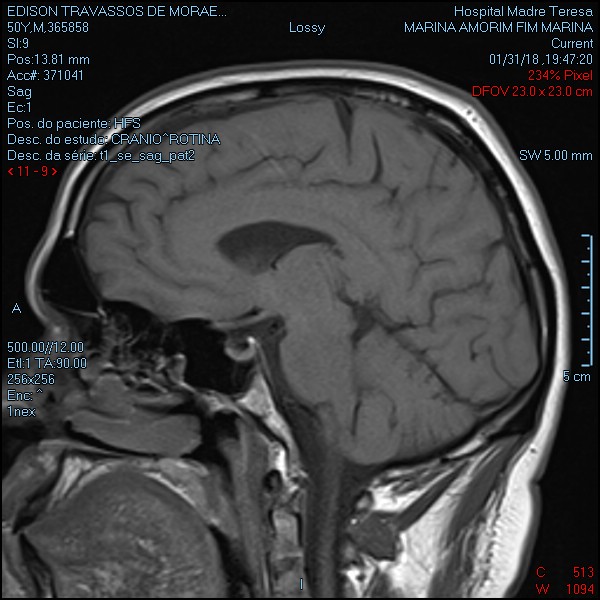 EDISON TRAVASSOS DE MORAE...
50Y,M,365858
Sl:9
Pos:13.81 mm
Acc#: 371041
Sag
Ec:1
Pos. do paciente: HFS
Desc. do estudo: CRANIO^ROTINA
Desc. da série: t1_se_sag_pat2
< 11 - 9 >
Lossy
Hospital Madre Teresa
MARINA AMORIM FIM MARINA
Current
01/31/18 ,19:47:20
234% Pixel
DFOV 23.0 x 23.0 cm
SW 5.00 mm
A
500.00//12.00
Etl:1 TA:90.00
256x256
Enc: ^
1nex
5 cm
I
C 513
W 1094